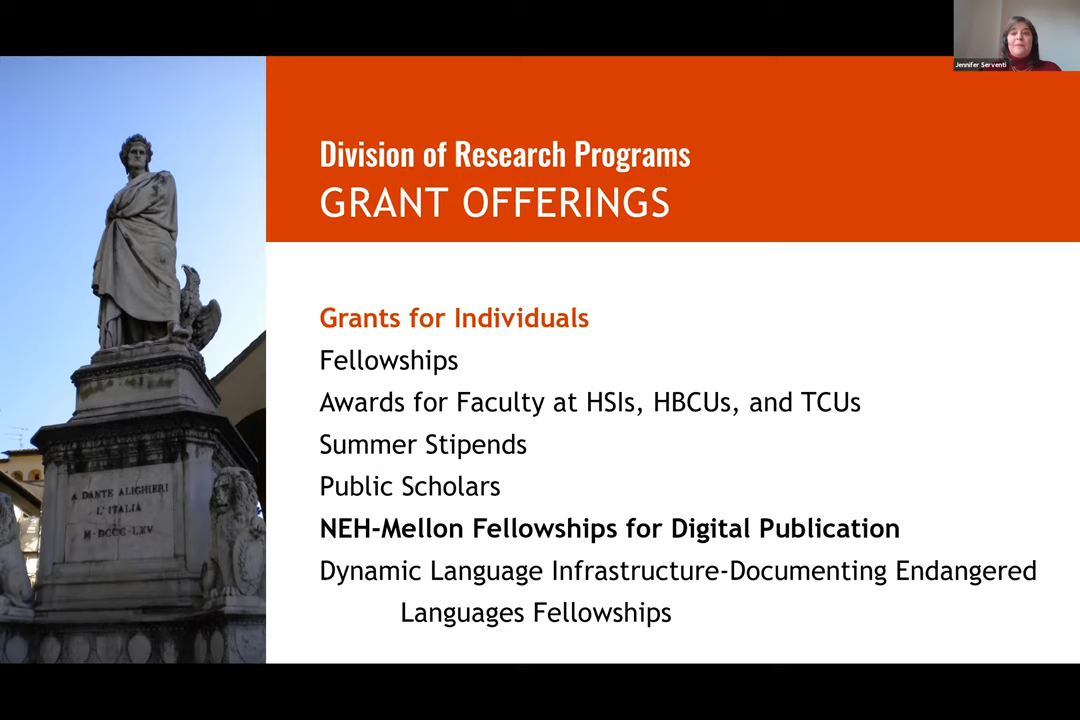 Jennifer Serventi
Division of Research Programs
GRANT OFFERINGS
Grants for Individuals
Fellowships
Awards for Faculty at HSIs, HBCUs, and TCUs
Summer Stipends
Public Scholars
NEH-Mellon Fellowships for Digital Publication
Dynamic Language Infrastructure-Documenting Endangered
Languages Fellowships
A DANTE ALIGHIERI
L'ITALIA
M·DCCC·LXV